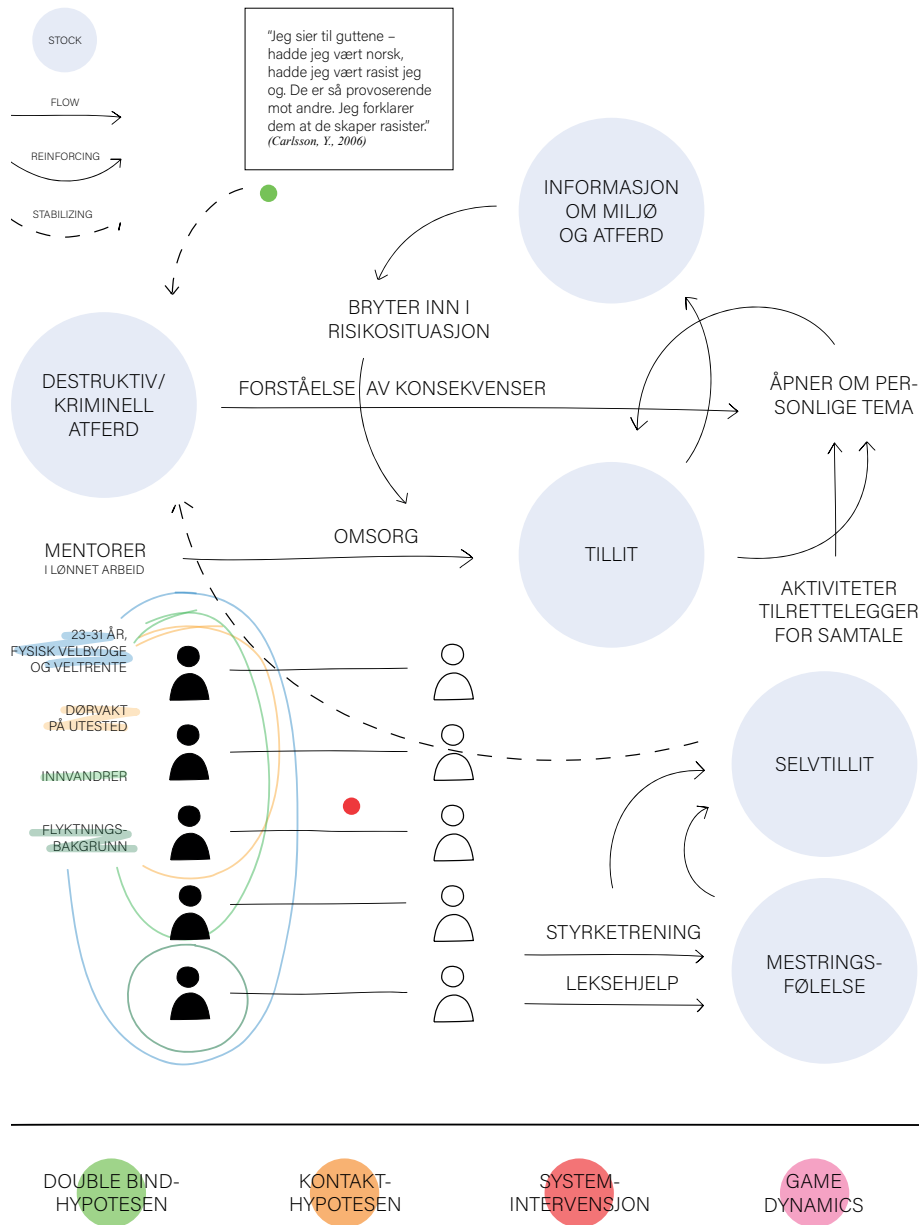 STOCK
FLOW
REINFORCING
STABILIZING
"Jeg sier til guttene –
hadde jeg vært norsk,
hadde jeg vært rasist jeg
og. De er så provoserende
mot andre. Jeg forklarer
dem at de skaper rasister."
(Carlsson, Y., 2006)
INFORMASJON
OM MILJØ
OG ATFERD
BRYTER INN I
RISIKOSITUASJON
DESTRUKTIV/
KRIMINELL
ATFERD
FORSTÅELSE AV KONSEKVENSER
ÅPNER OM PER-
SONLIGE TEMA
MENTORER
I LØNNET ARBEID
OMSORG
TILLIT
AKTIVITETER
TILRETTELEGGER
FOR SAMTALE
23-31 ÅR,
FYSISK VELBYDGE
OG VELTRENTE
DØRVAKT
PÅ UTESTED
INNVANDRER
FLYKTNINGS-
BAKGRUNN
SELVTILLIT
STYRKETRENING
LEKSEHJELP
MESTRINGS-
FØLELSE
DOUBLE BIND-
HYPOTESEN
KONTAKT-
HYPOTESEN
SYSTEM-
INTERVENSJON
GAME
DYNAMICS